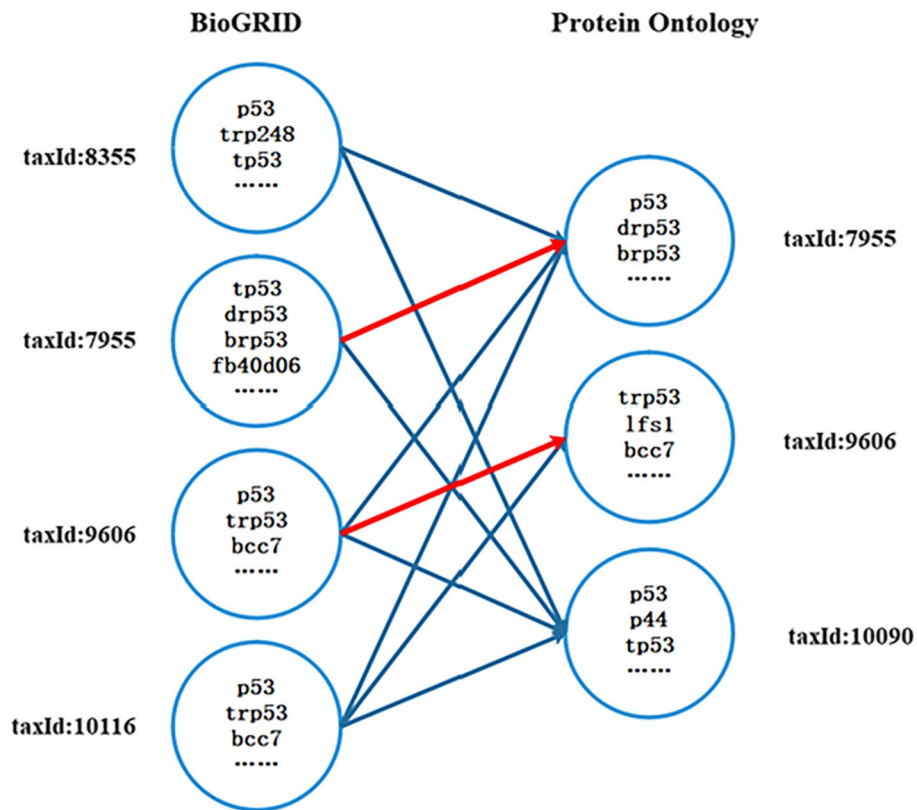 BioGRID
Protein Ontology
taxId:8355
p53
trp248
tp53
......
taxId:7955
tp53
drp53
brp53
fb40d06
......
taxId:9606
p53
trp53
bcc7
......
taxId:10116
p53
trp53
bcc7
......
p53
drp53
brp53
......
taxId:7955
trp53
lfs1
bcc7
......
taxId:9606
p53
p44
tp53
......
taxId:10090